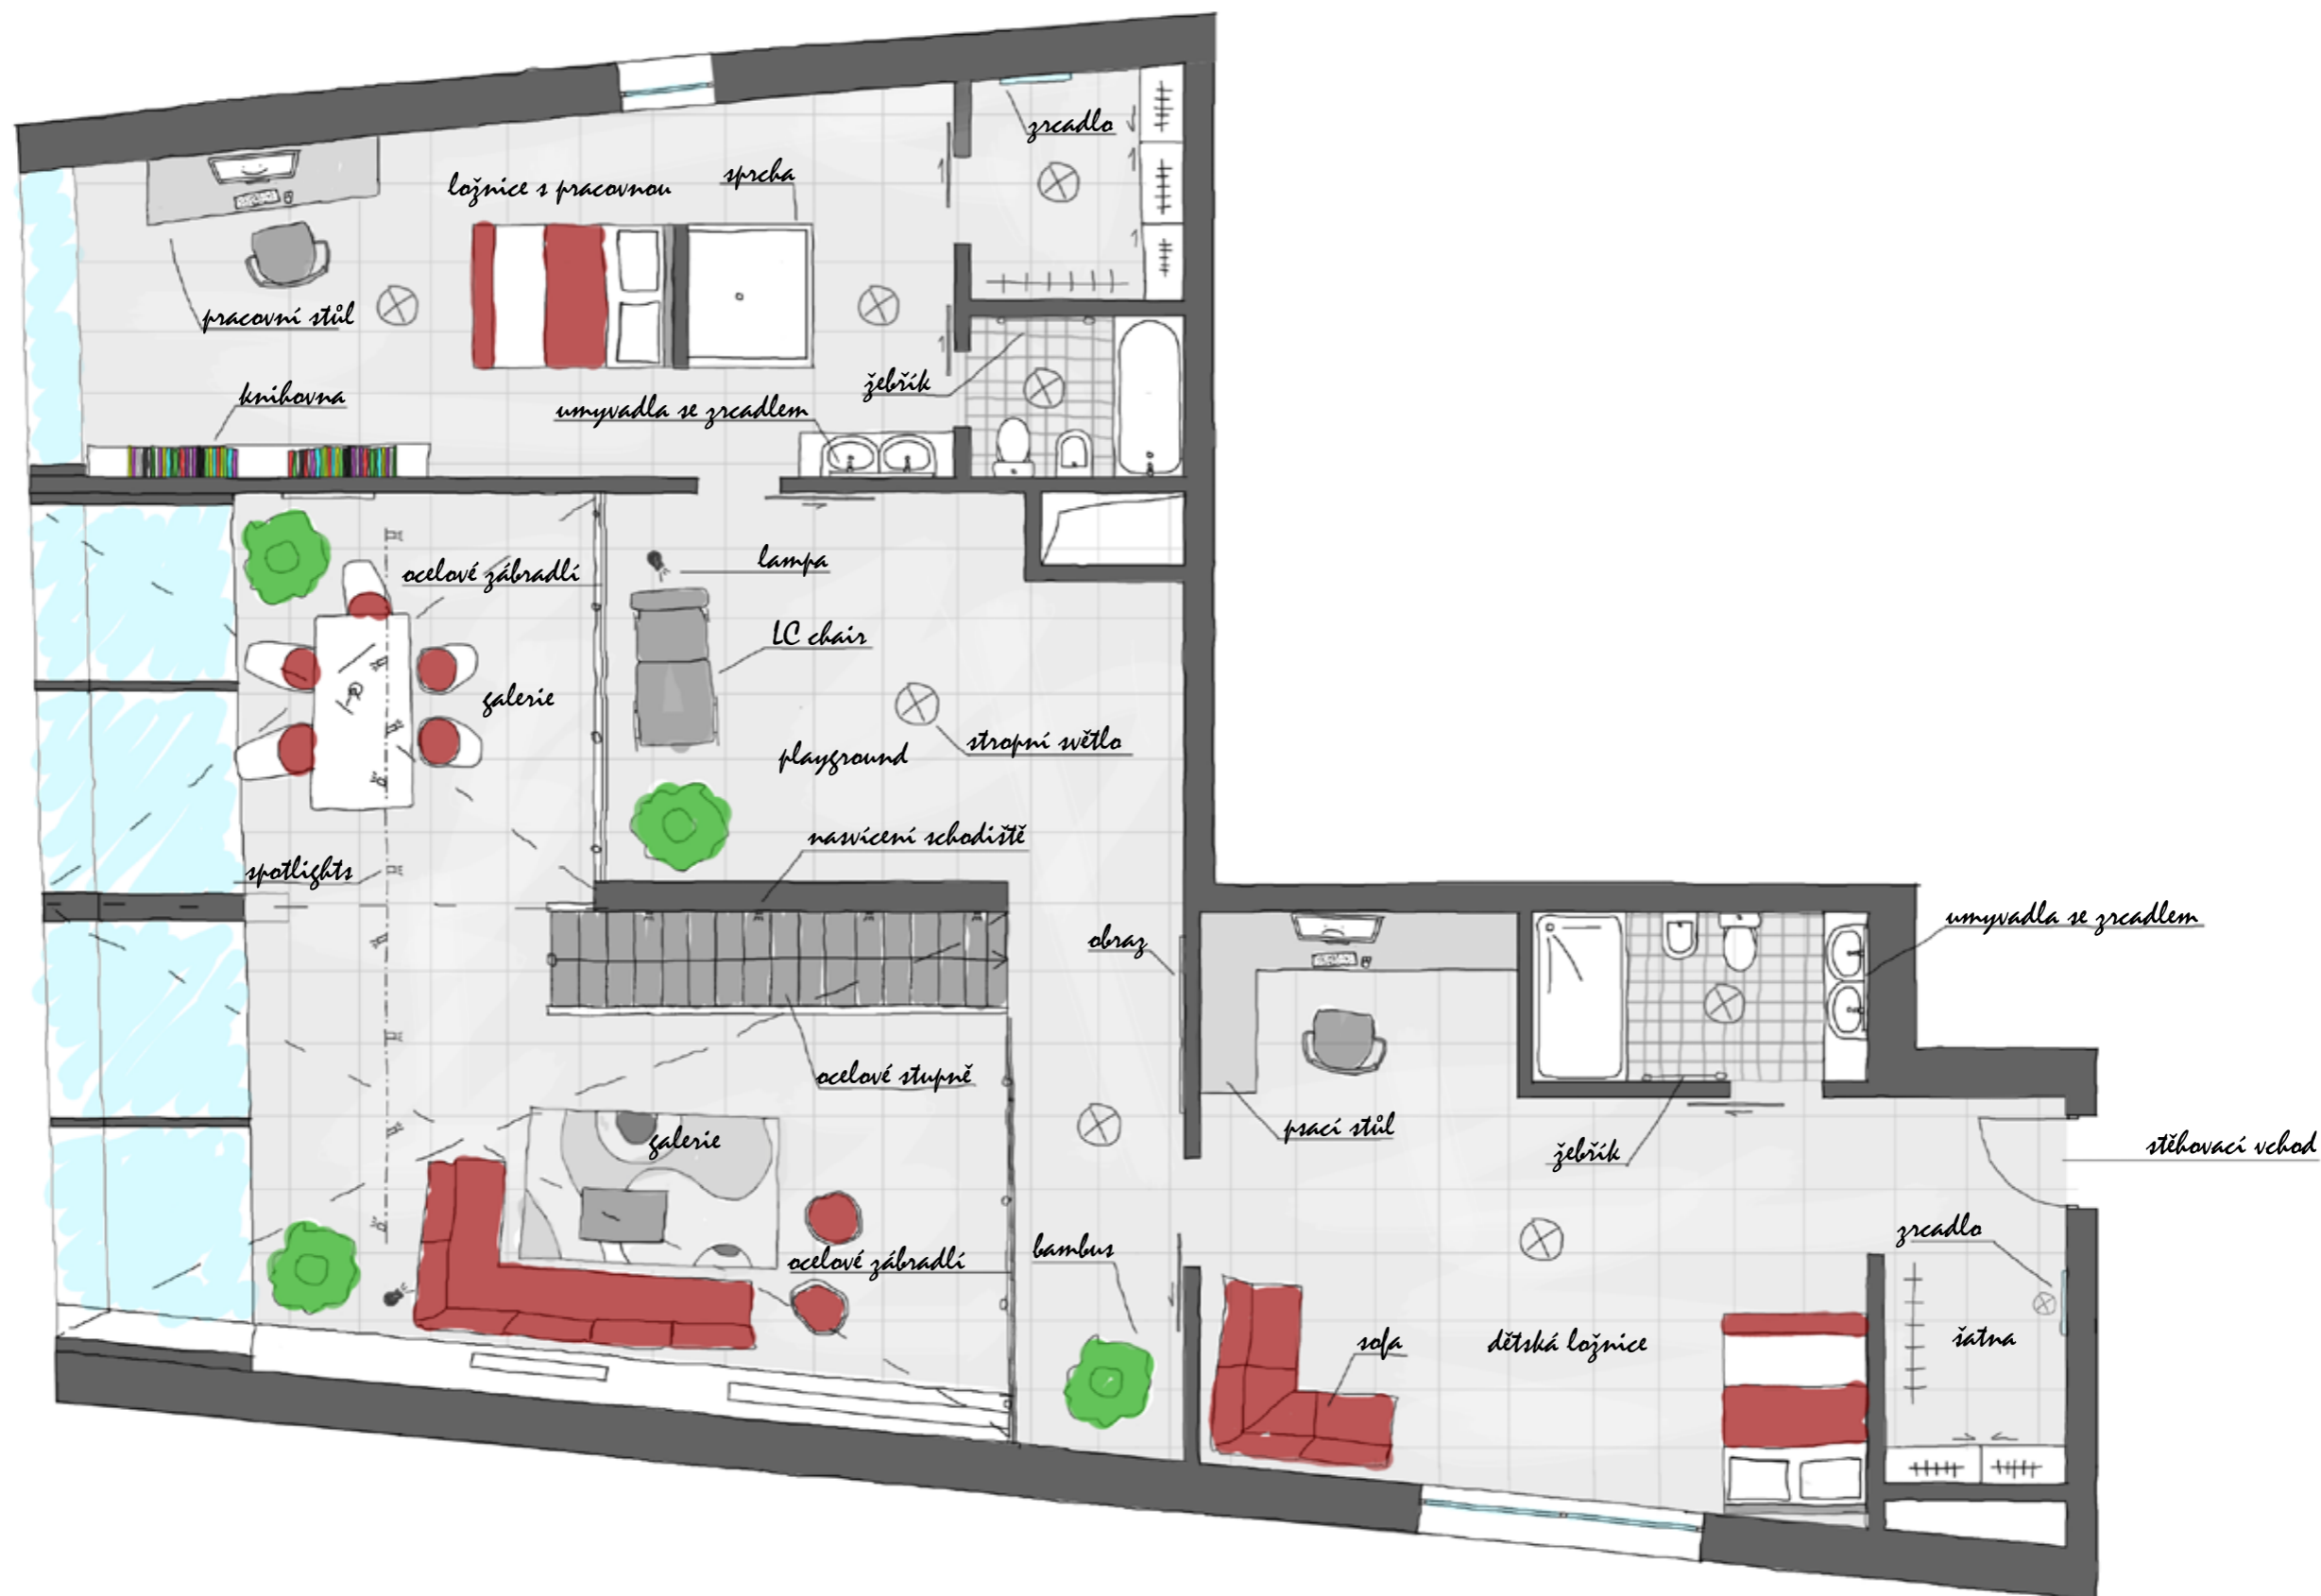 zrcadlo
ložnice s pracovnou
sprcha
pracovní stůl
žebřík
knihovna
umyvadla se zrcadlem
lampa
ocelové zábradlí
LC chair
galerie
stropní světlo
playground
nasvícení schodiště
spotlights
umyvadla se zrcadlem
obraz
ocelové stupně
psací stůl
galerie
žebřík
stěhovací vchod
zrcadlo
bambus
ocelové zábradlí
sofa
dětská ložnice
šatna